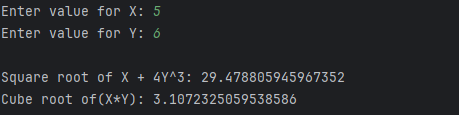 Enter value for X: 5
Enter value for Y: 6
Square root of X + 4Y^3: 29.478805945967352
Cube root of(X*Y): 3.1072325059538586